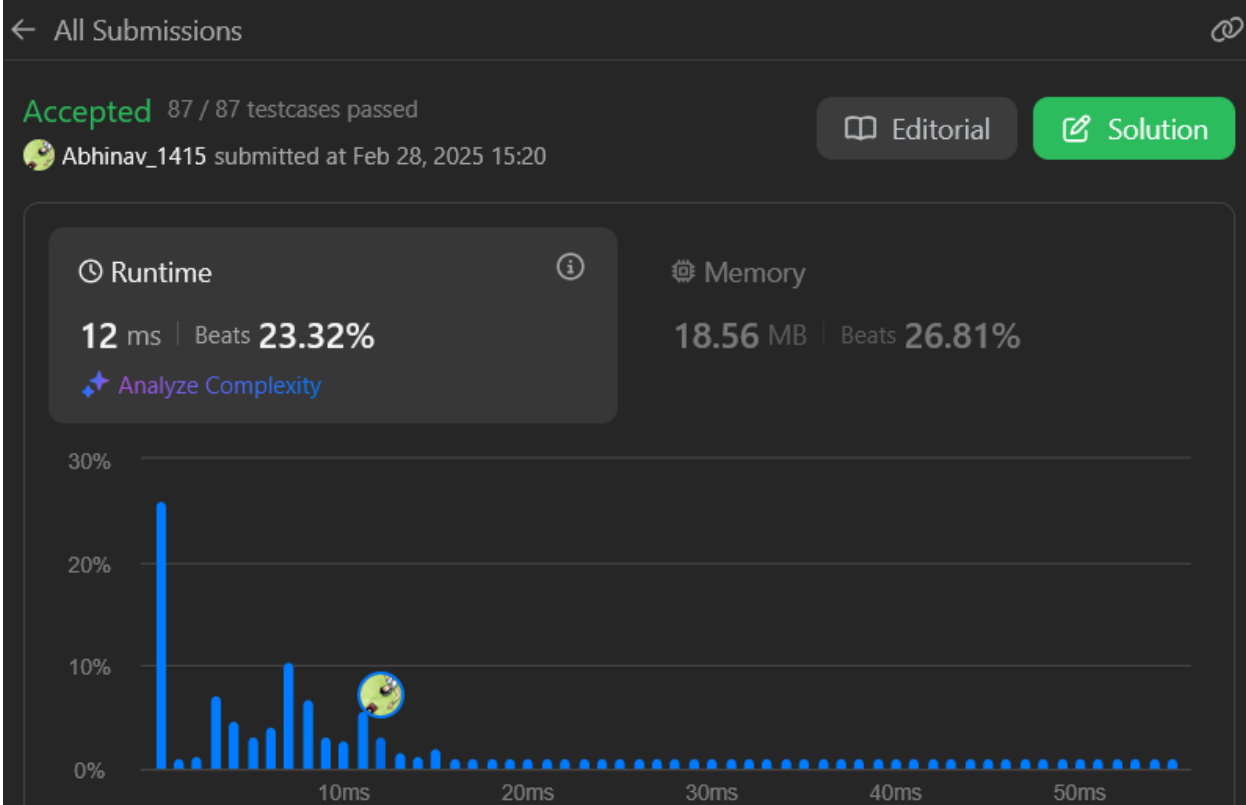 All Submissions
Accepted 87 / 87 testcases passed
Abhinav_1415 submitted at Feb 28, 2025 15:20
Editorial
Solution
Runtime
12 ms | Beats 23.32%
Analyze Complexity
Memory
18.56 MB | Beats 26.81%
30%
20%
10%
0%
10ms 20ms 30ms 40ms 50ms